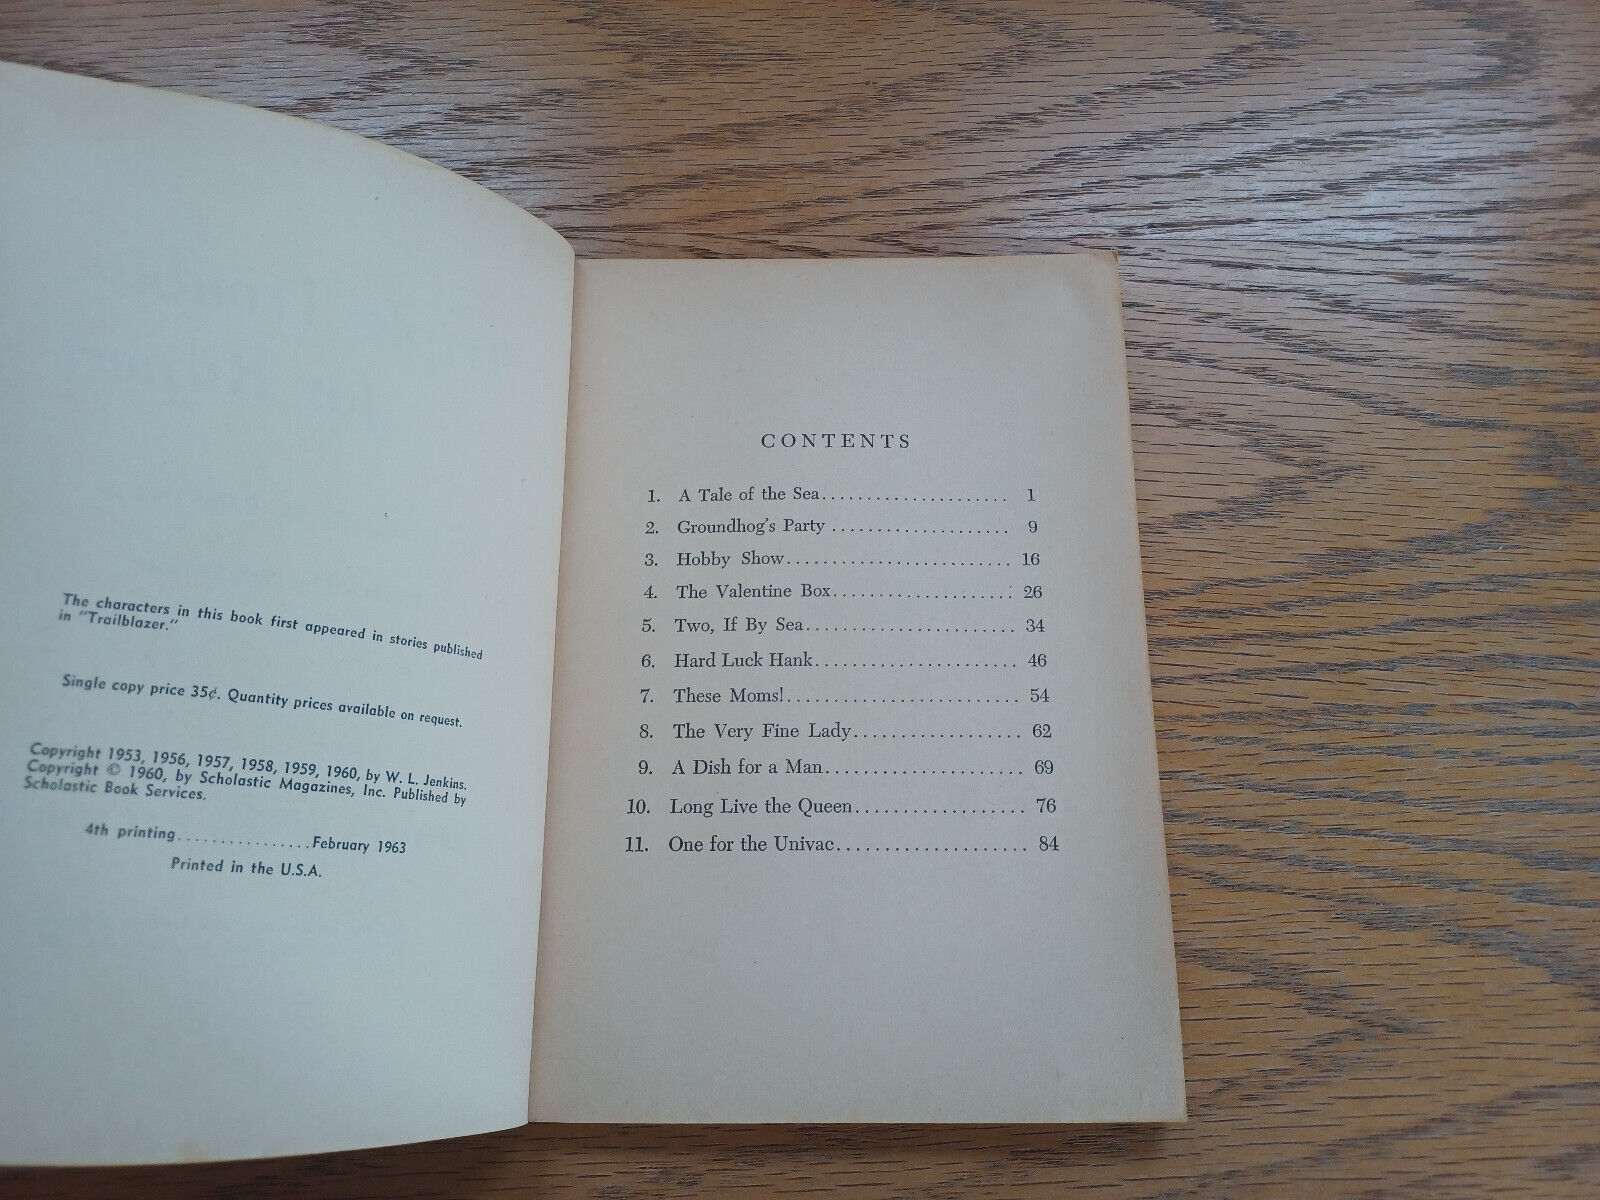 The characters in this book first appeared in stories published
in "Trailblazer."
Single copy price 35¢. Quantity prices available on request.
Copyright 1953, 1956, 1957, 1958, 1959, 1960, by W. L. Jenkins.
Copyright © 1960, by Scholastic Magazines, Inc. Published by
Scholastic Book Services.
4th printing................February 1963
Printed in the U.S.A.
CONTENTS
1. A Tale of the Sea..................... 1
2. Groundhog's Party .................... 9
3. Hobby Show......................... 16
4. The Valentine Box.................... 26
5. Two, If By Sea........................ 34
6. Hard Luck Hank....................... 46
7. These Moms!.......................... 54
8. The Very Fine Lady................... 62
9. A Dish for a Man...................... 69
10. Long Live the Queen................... 76
11. One for the Univac..................... 84